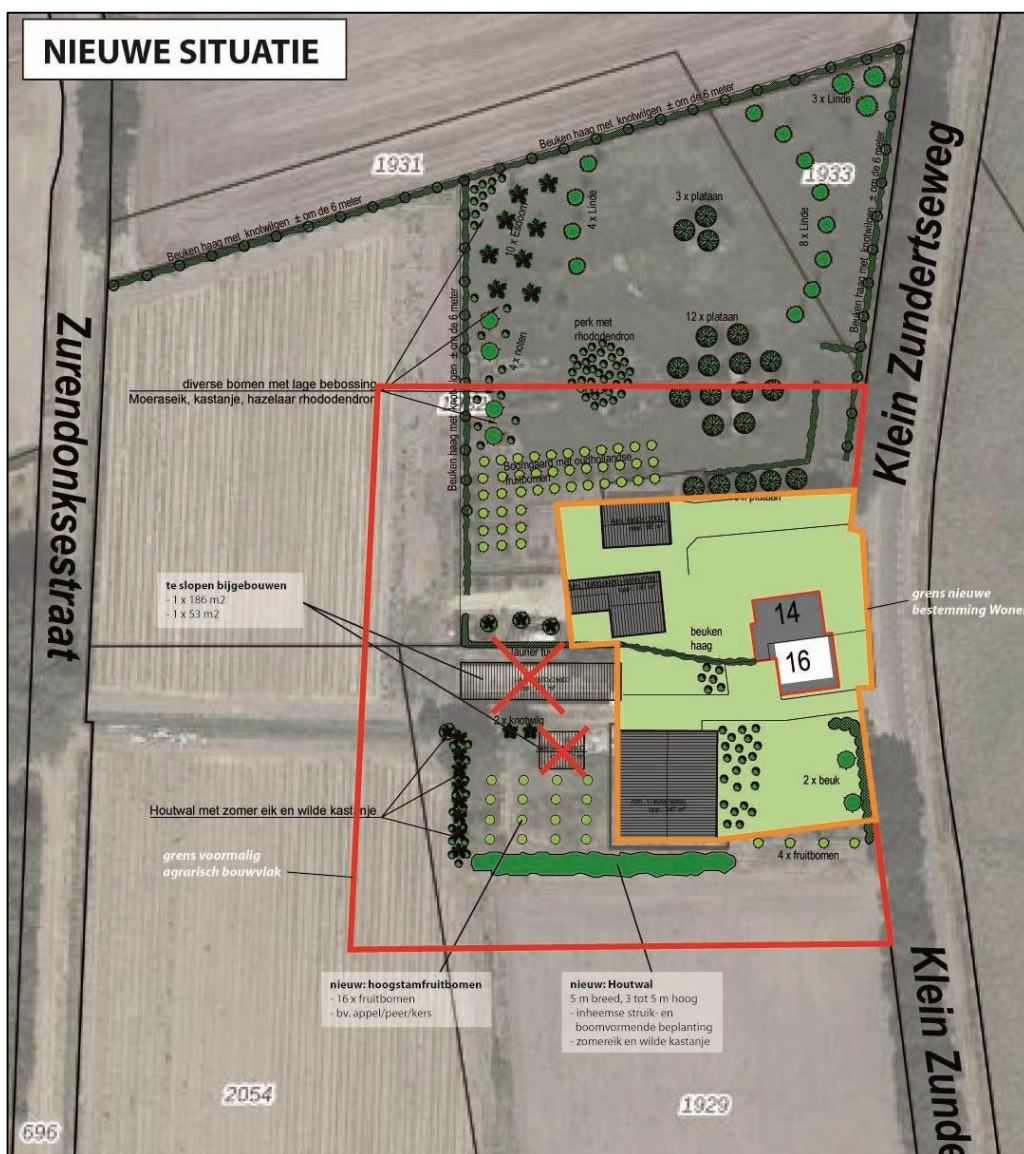 NIEUWE SITUATIE
3 x Linde
Beuken haag met knotwilgen ± om de 6 meter
1931
1933
Klein Zundertseweg
Beuken haag met knotwilgen ± om de 6 meter
10 x Esdoorn
4 x Linde
3 x plataan
8 x Linde
Beuken haag met knotwilgen ± om de 6 meter
Zurendonksestraat
Beuken haag met knotwilgen ± om de 6 meter
12 x plataan
perk met
rhododendron
4 x noten
diverse bomen met lage bebossing
Moeraseik, kastanje, hazelaar rhododendron
Boomgaard met oudhollandse
fruitbomen
plataan
te slopen bijgebouwen
- 1 x 186 m2
- 1 x 53 m2
grens nieuwe
bestemming Wonen
14
beuken
haag
16
laurier
2 x knotwilg
2 x beuk
Houtwal met zomer eik en wilde kastanje
grens voormalig
agrarisch bouwvlak
4 x fruitbomen
nieuw: hoogstamfruitbomen
- 16 x fruitbomen
- bv. appel/peer/kers
nieuw: Houtwal
5 m breed, 3 tot 5 m hoog
- inheemse struik- en
boomvormende beplanting
- zomereik en wilde kastanje
Klein Zunde
2054
1929
696